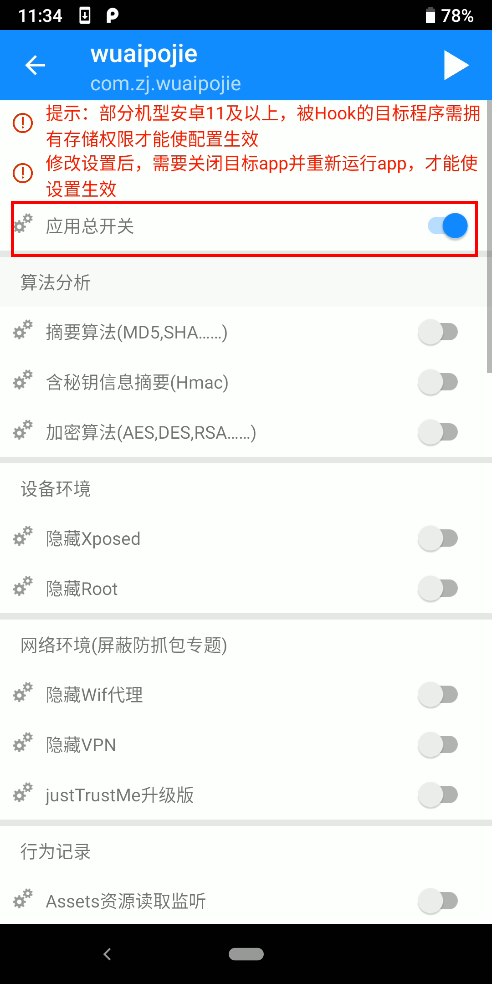 11:34
78%
wuaipojie
com.zj.wuaipojie
提示：部分机型安卓11及以上，被Hook的目标程序需拥
有存储权限才能使配置生效
修改设置后，需要关闭目标app并重新运行app，才能使
设置生效
应用总开关
算法分析
摘要算法(MD5,SHA……)
含秘钥信息摘要(Hmac)
加密算法(AES,DES,RSA……)
设备环境
隐藏Xposed
隐藏Root
网络环境(屏蔽防抓包专题)
隐藏Wif代理
隐藏VPN
justTrustMe升级版
行为记录
Assets资源读取监听